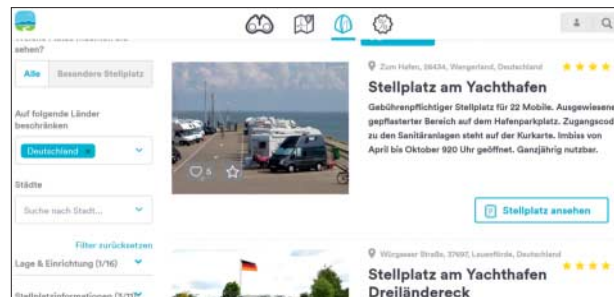 sehen?
Alle
Besondere Stellplatz
Auf folgende Länder
beschränken
Deutschland ×
Städte
Suche nach Stadt...
Filter zurücksetzen
Lage & Einrichtung (1/16)
Stellplatzinformationen
Zum Hafen, 26434, Wangerland, Deutschland
Stellplatz am Yachthafen
Gebührenpflichtiger Stellplatz für 22 Mobile. Ausgewiesene
gepflasterter Bereich auf dem Hafenparkplatz. Zugangscod
zu den Sanitäranlagen steht auf der Kurkarte. Imbiss von
April bis Oktober 920 Uhr geöffnet. Ganzjährig nutzbar.
5
Stellplatz ansehen
Würgasser Straße, 37697, Lauenförde, Deutschland
Stellplatz am Yachthafen
Dreiländereck